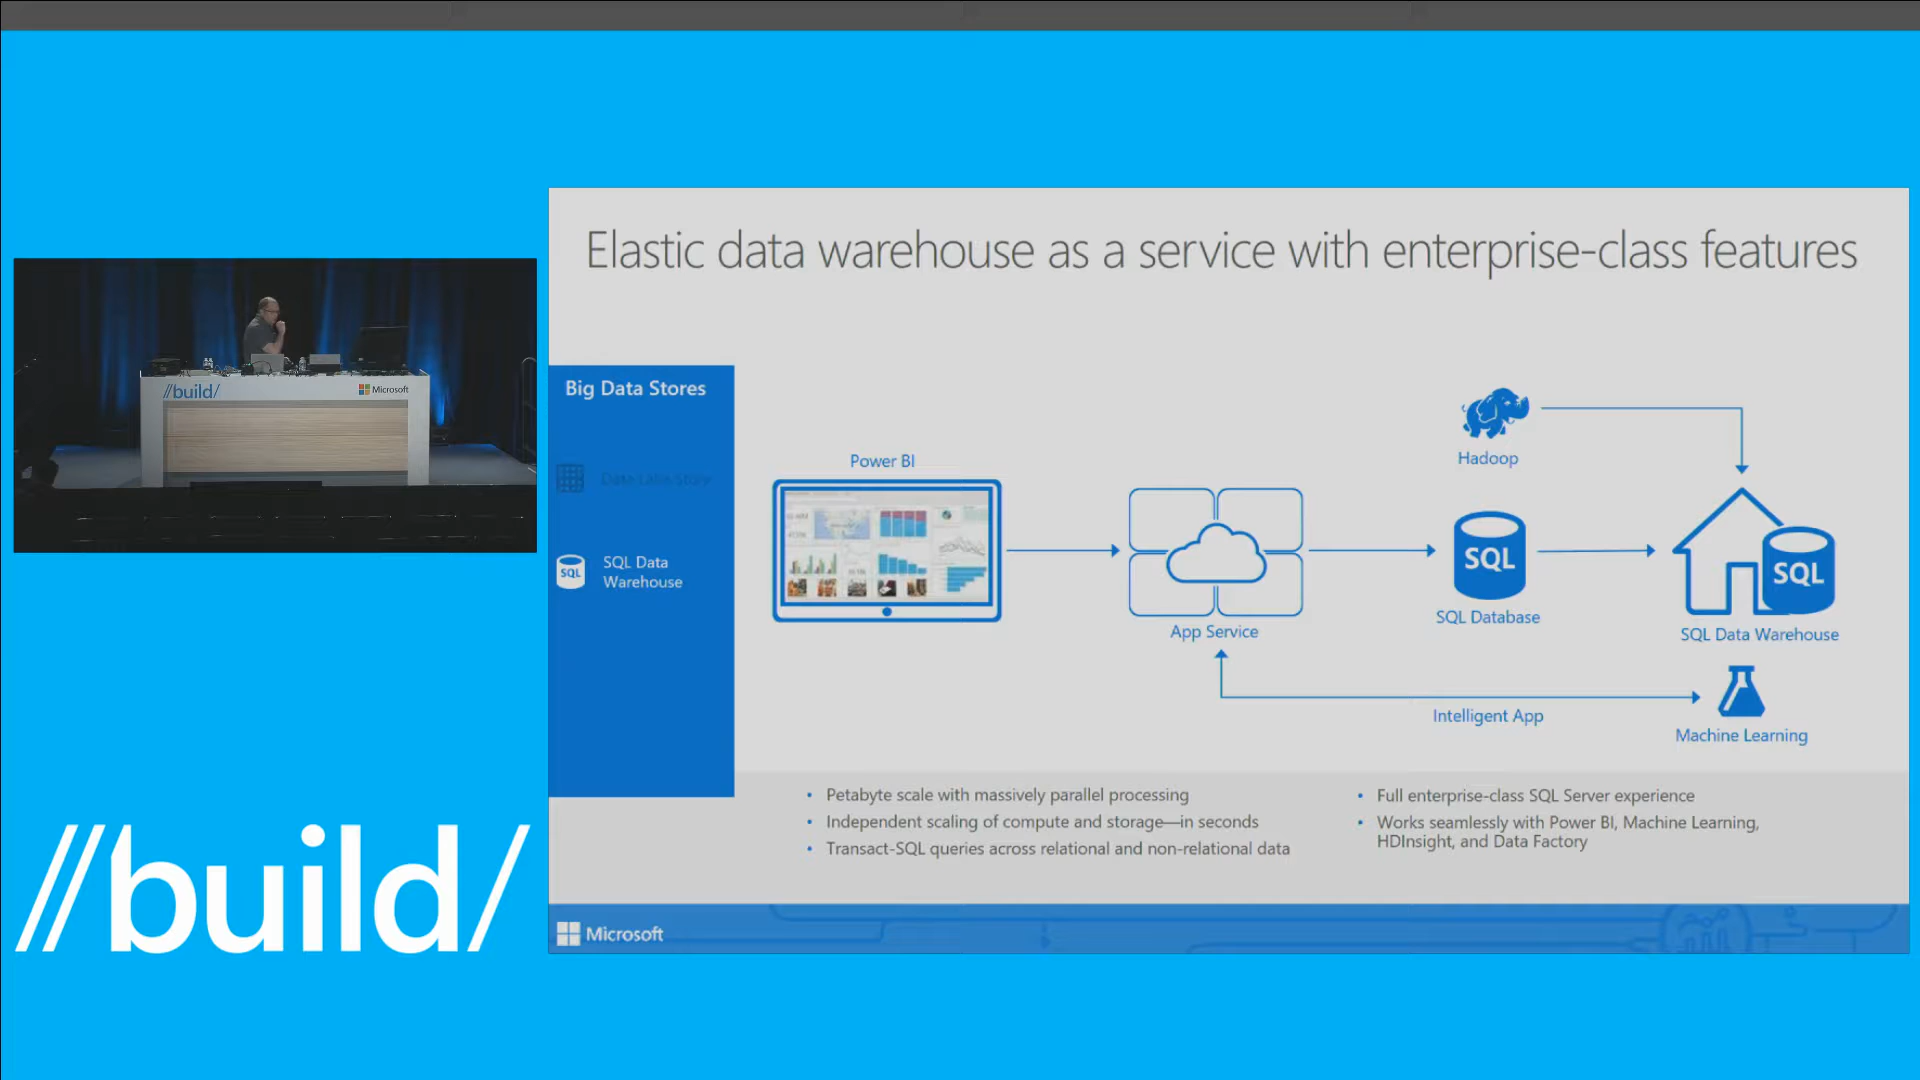 Elastic data warehouse as a service with enterprise-class features
//build/
Microsoft
Big Data Stores
SQL
SQL Data
Warehouse
Power BI
App Service
Hadoop
SQL
SQL Database
SQL
SQL Data Warehouse
Intelligent App
Machine Learning
• Petabyte scale with massively parallel processing
• Independent scaling of compute and storage—in seconds
• Transact-SQL queries across relational and non-relational data
• Full enterprise-class SQL Server experience
• Works seamlessly with Power BI, Machine Learning,
HDInsight, and Data Factory
//build/
Microsoft